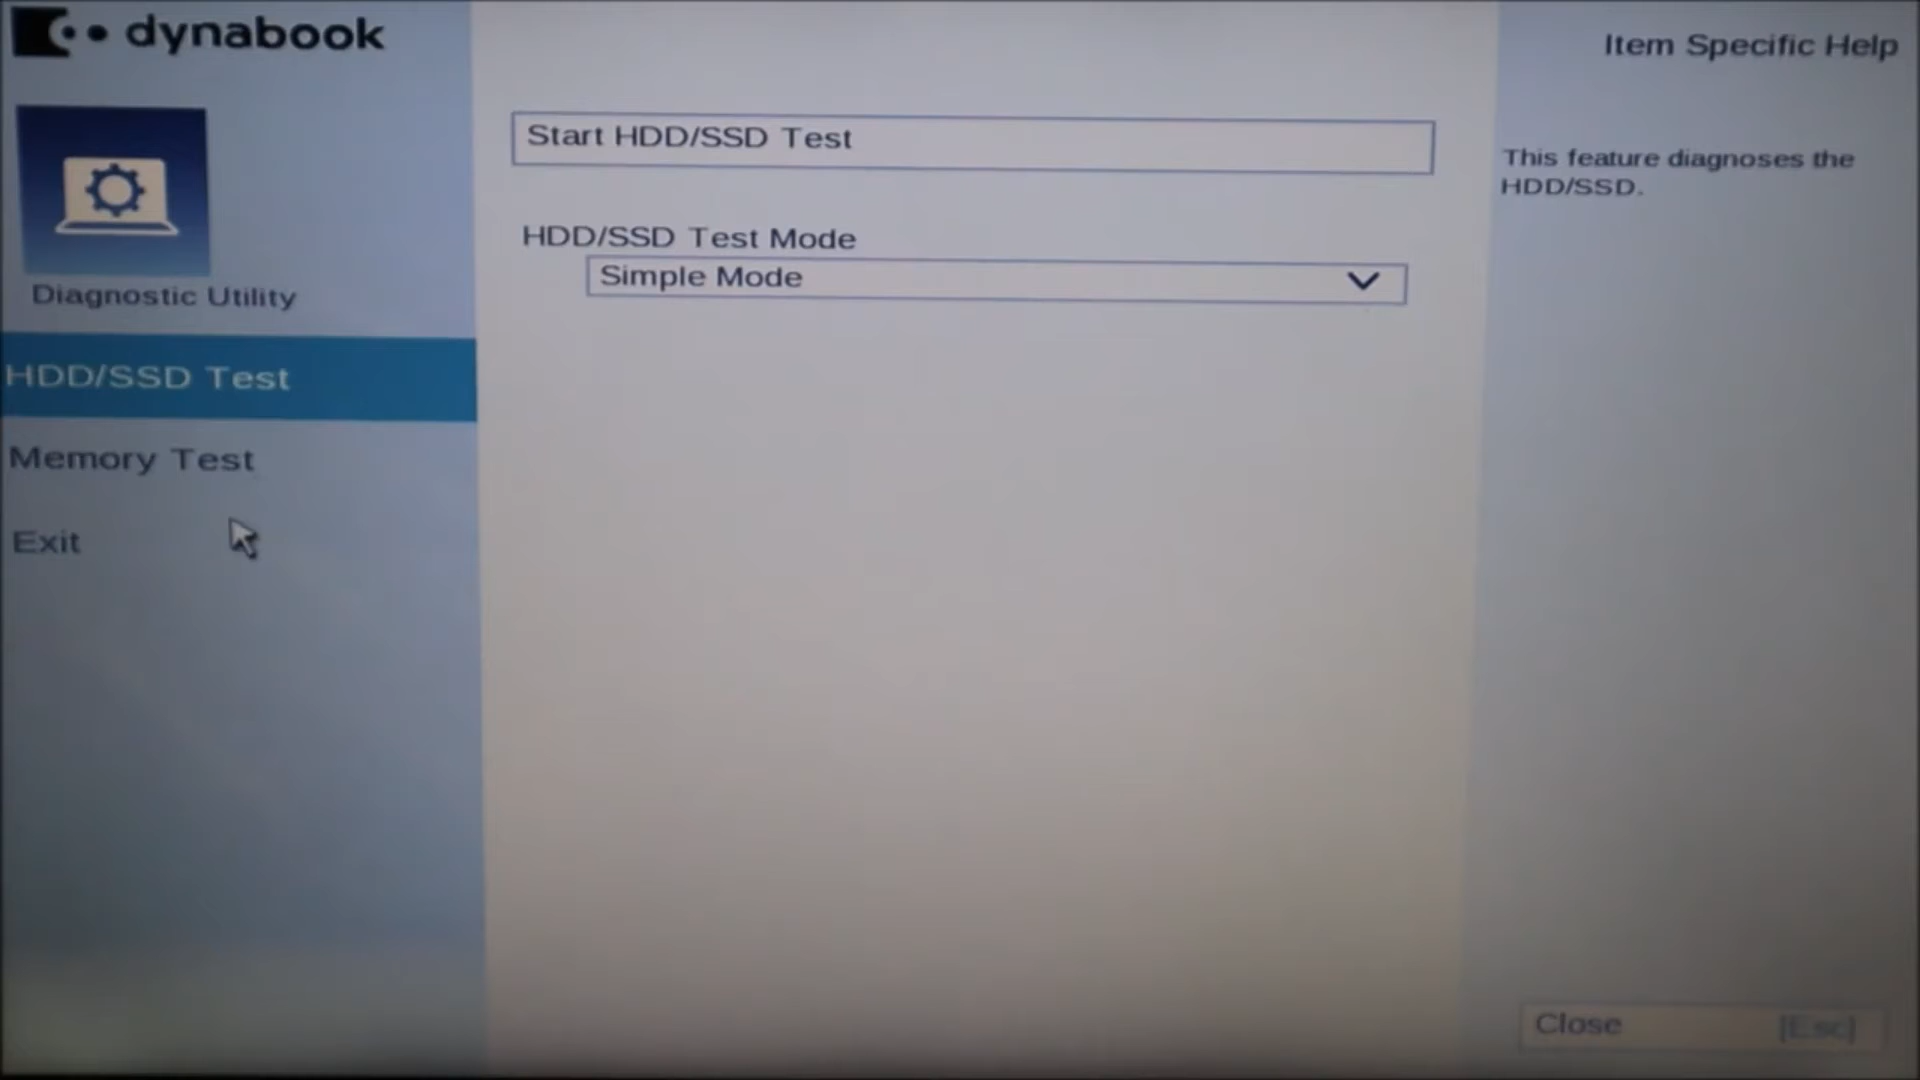 dynabook
Item Specific Help
Start HDD/SSD Test
This feature diagnoses the
HDD/SSD.
HDD/SSD Test Mode
Simple Mode
Diagnostic Utility
HDD/SSD Test
Memory Test
Exit
Close [Esc]